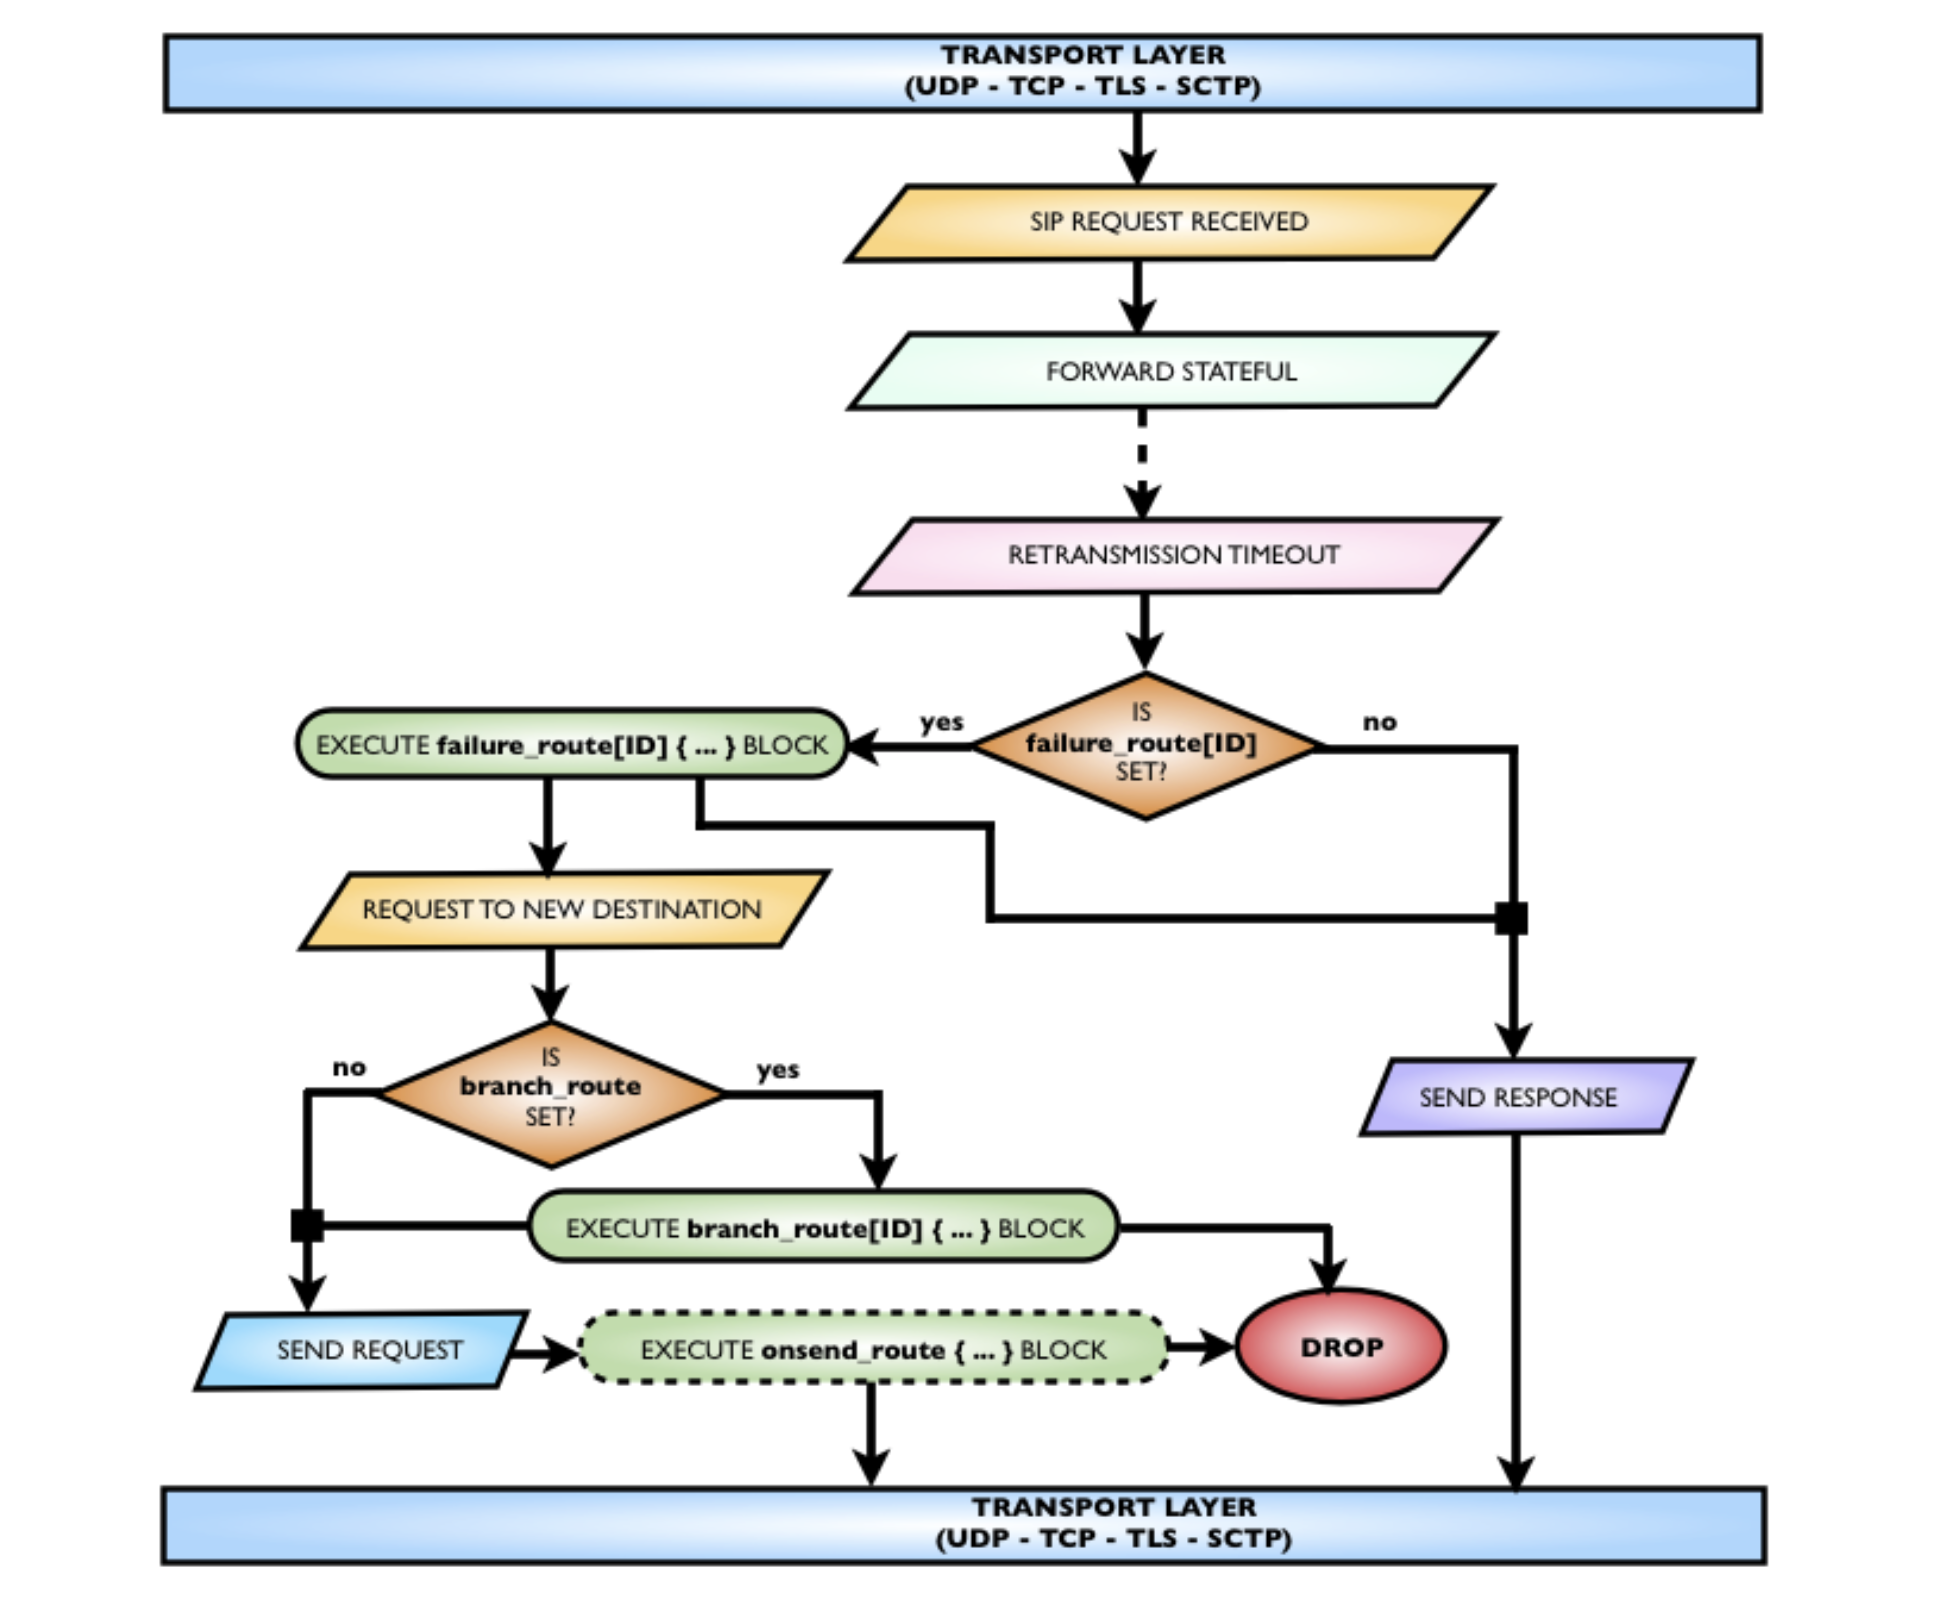 TRANSPORT LAYER
(UDP - TCP - TLS - SCTP)
SIP REQUEST RECEIVED
FORWARD STATEFUL
RETRANSMISSION TIMEOUT
IS
failure_route[ID]
SET?
yes
no
EXECUTE failure_route[ID] { ... } BLOCK
REQUEST TO NEW DESTINATION
IS
branch_route
SET?
no
yes
SEND RESPONSE
EXECUTE branch_route[ID] { ... } BLOCK
SEND REQUEST
EXECUTE onsend_route { ... } BLOCK
DROP
TRANSPORT LAYER
(UDP - TCP - TLS - SCTP)